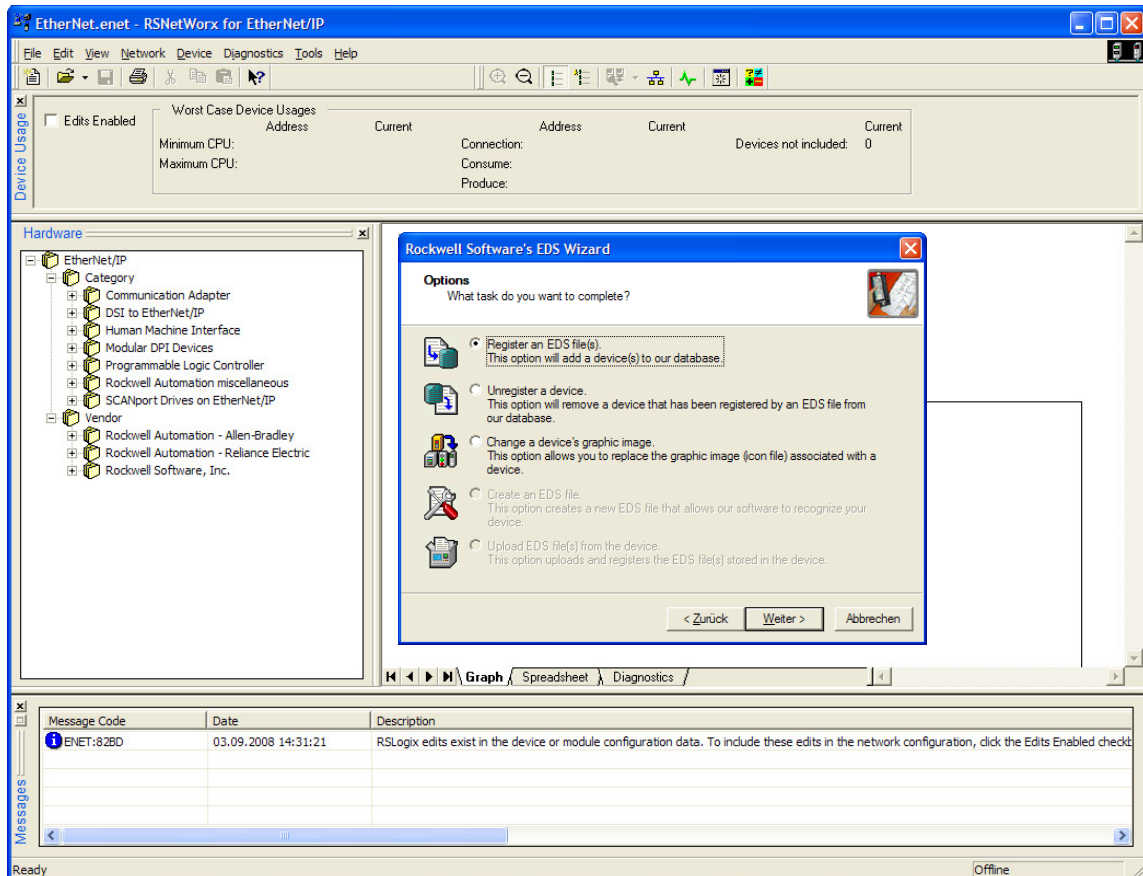 EtherNet.enet - RSNetWorx for EtherNet/IP
File Edit View Network Device Diagnostics Tools Help
Device Usage
Edits Enabled
Worst Case Device Usages
Address Current Address Current Current
Minimum CPU: Connection: Devices not included: 0
Maximum CPU: Consume:
Produce:
Hardware
EtherNet/IP
Category
Communication Adapter
DSI to EtherNet/IP
Human Machine Interface
Modular DPI Devices
Programmable Logic Controller
Rockwell Automation miscellaneous
SCANport Drives on EtherNet/IP
Vendor
Rockwell Automation - Allen-Bradley
Rockwell Automation - Reliance Electric
Rockwell Software, Inc.
Rockwell Software's EDS Wizard
Options
What task do you want to complete?
Register an EDS file(s).
This option will add a device(s) to our database.
Unregister a device.
This option will remove a device that has been registered by an EDS file from
our database.
Change a device's graphic image.
This option allows you to replace the graphic image (icon file) associated with a
device.
Create an EDS file.
This option creates a new EDS file that allows our software to recognize your
device.
Upload EDS file(s) from the device.
This option uploads and registers the EDS file(s) stored in the device.
< Zurück Weiter > Abbrechen
Graph Spreadsheet Diagnostics
Messages
Message Code Date Description
ENET:82BD 03.09.2008 14:31:21 RSLogix edits exist in the device or module configuration data. To include these edits in the network configuration, click the Edits Enabled checkb
Ready Offline